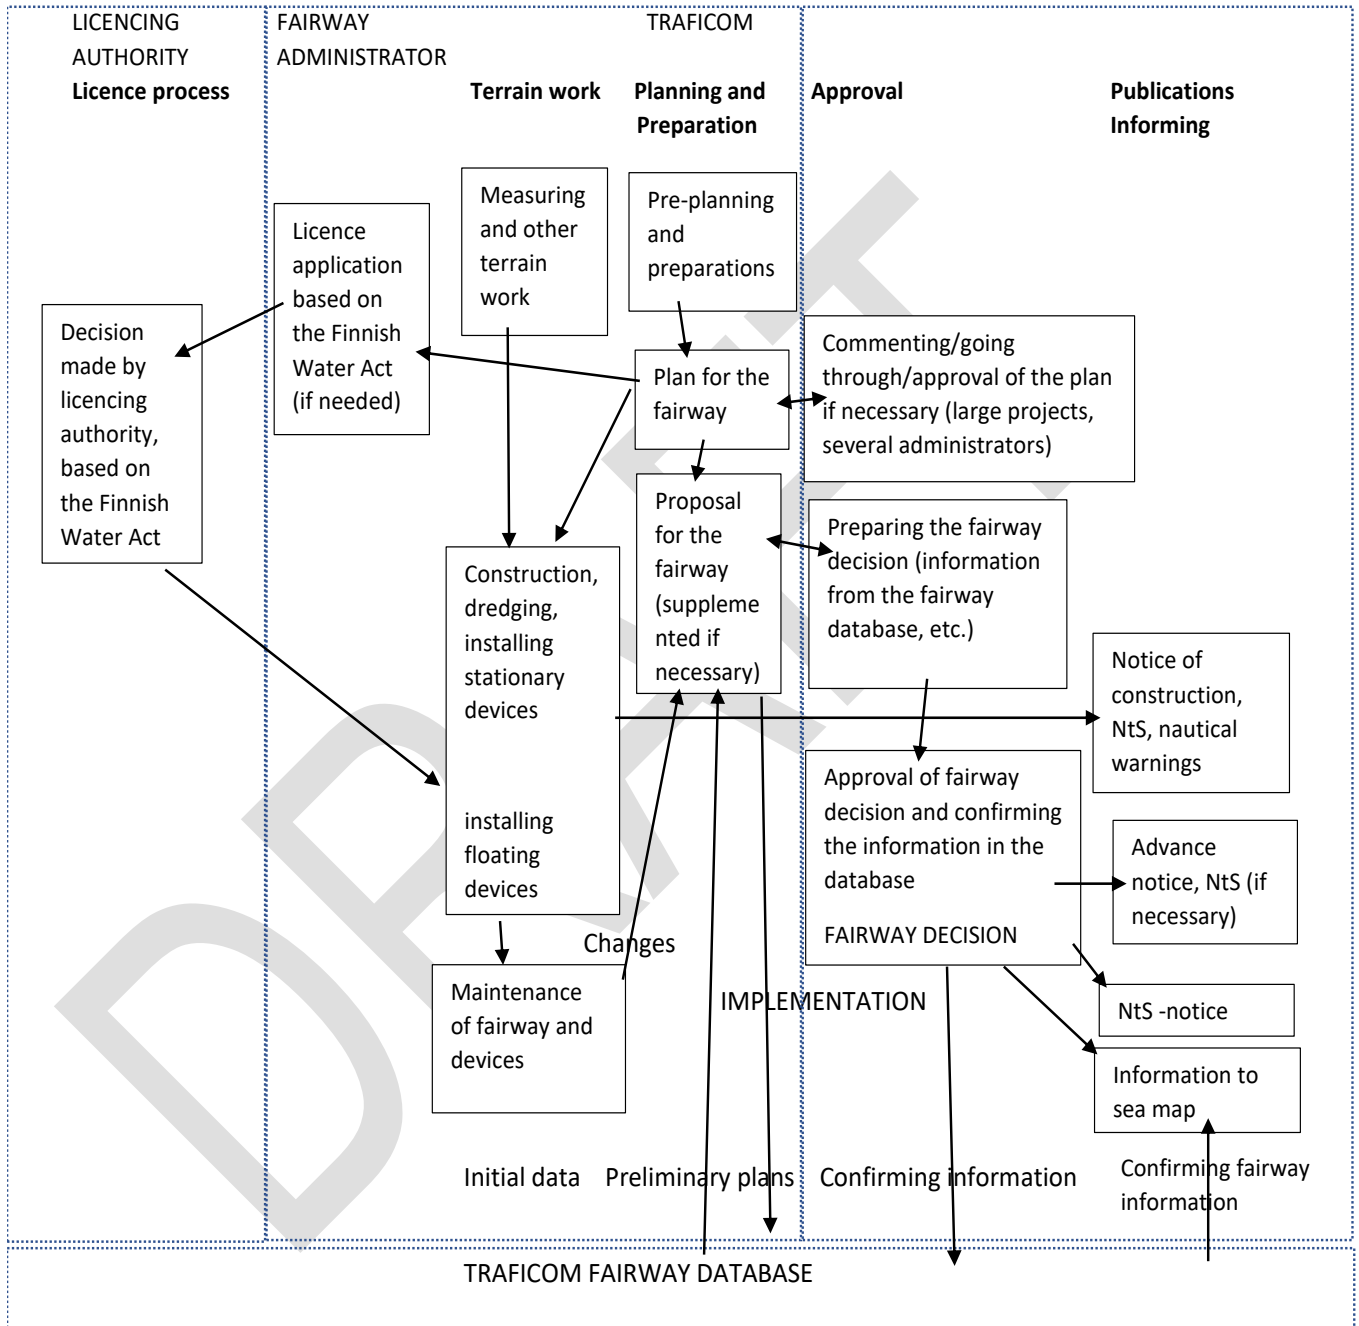 LICENCING
AUTHORITY
Licence process
FAIRWAY
ADMINISTRATOR
TRAFICOM
Terrain work
Planning and
Preparation
Approval
Publications
Informing
Measuring
and other
terrain
work
Pre-planning
and
preparations
Licence
application
based on
the Finnish
Water Act
(if needed)
Decision
made by
licencing
authority,
based on
the Finnish
Water Act
Plan for the
fairway
Commenting/going
through/approval of the plan
if necessary (large projects,
several administrators)
Proposal
for the
fairway
(suppleme
nted if
necessary)
Preparing the fairway
decision (information
from the fairway
database, etc.)
Construction,
dredging,
installing
stationary
devices
installing
floating
devices
Notice of
construction,
NtS, nautical
warnings
Approval of fairway
decision and confirming
the information in the
database
FAIRWAY DECISION
Advance
notice, NtS (if
necessary)
Changes
Maintenance
of fairway and
devices
IMPLEMENTATION
NtS -notice
Information to
sea map
Initial data
Preliminary plans
Confirming information
Confirming fairway
information
TRAFICOM FAIRWAY DATABASE
DRAFT